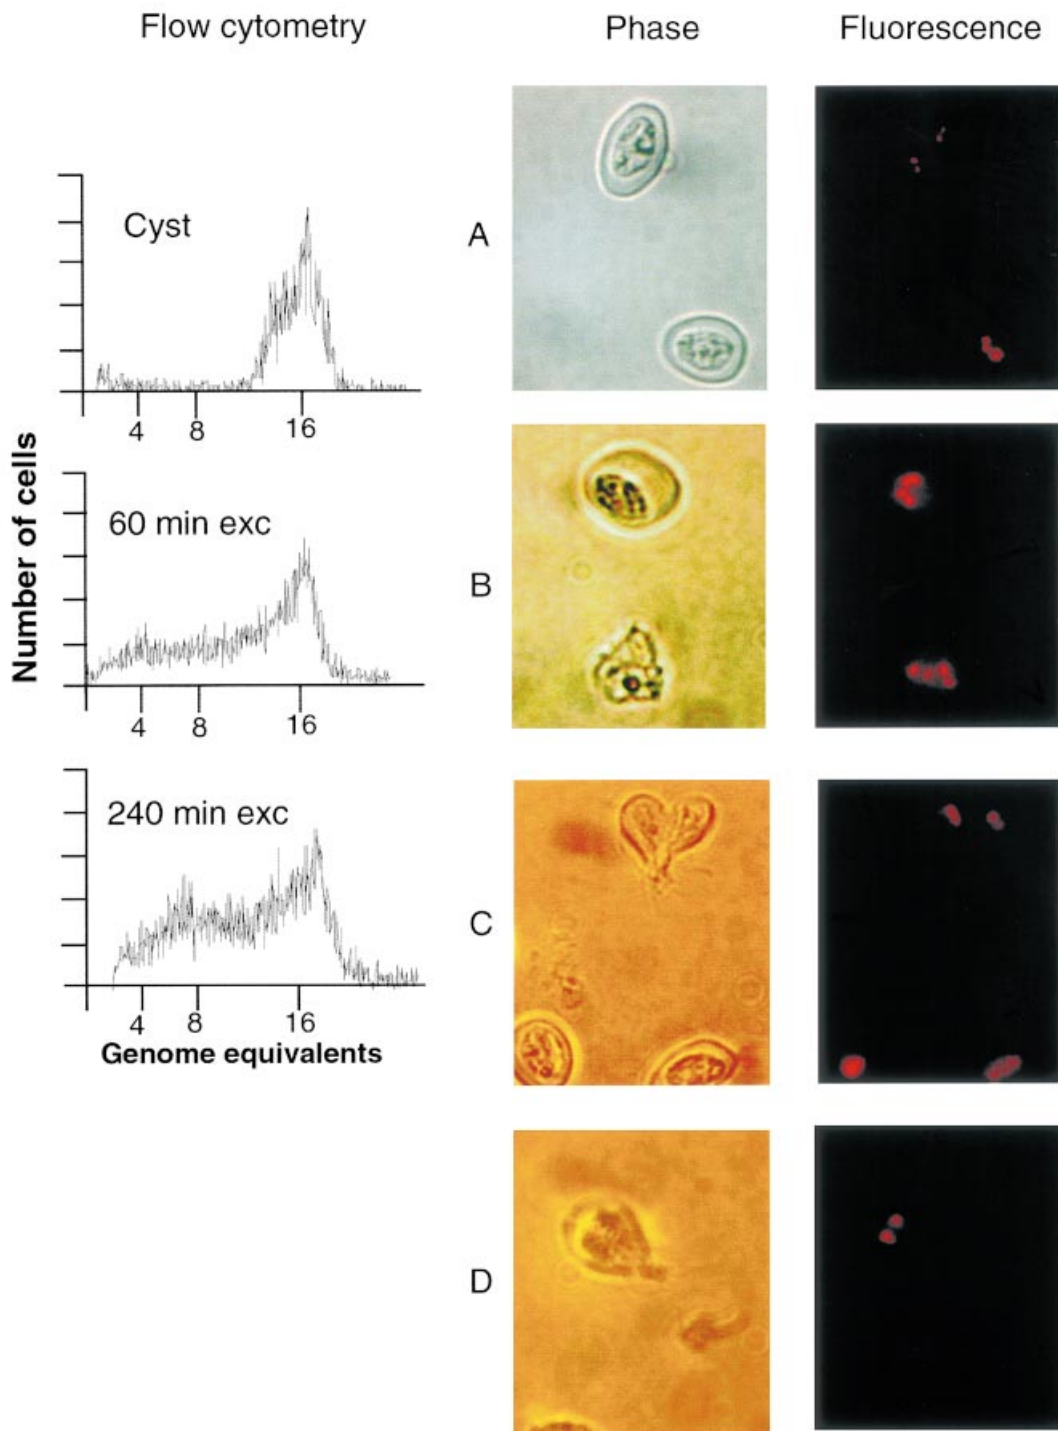 Flow cytometry
Phase
Fluorescence
Number of cells
Cyst
4 8 16
60 min exc
4 8 16
240 min exc
4 8 16
Genome equivalents
A
B
C
D